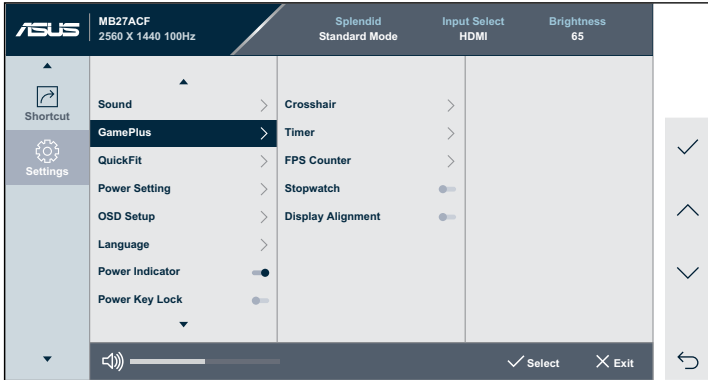 ASUS
MB27ACF
2560 X 1440 100Hz
Splendid
Standard Mode
Input Select
HDMI
Brightness
65
Shortcut
Settings
Sound
GamePlus
QuickFit
Power Setting
OSD Setup
Language
Power Indicator
Power Key Lock
Crosshair
Timer
FPS Counter
Stopwatch
Display Alignment
Select
Exit